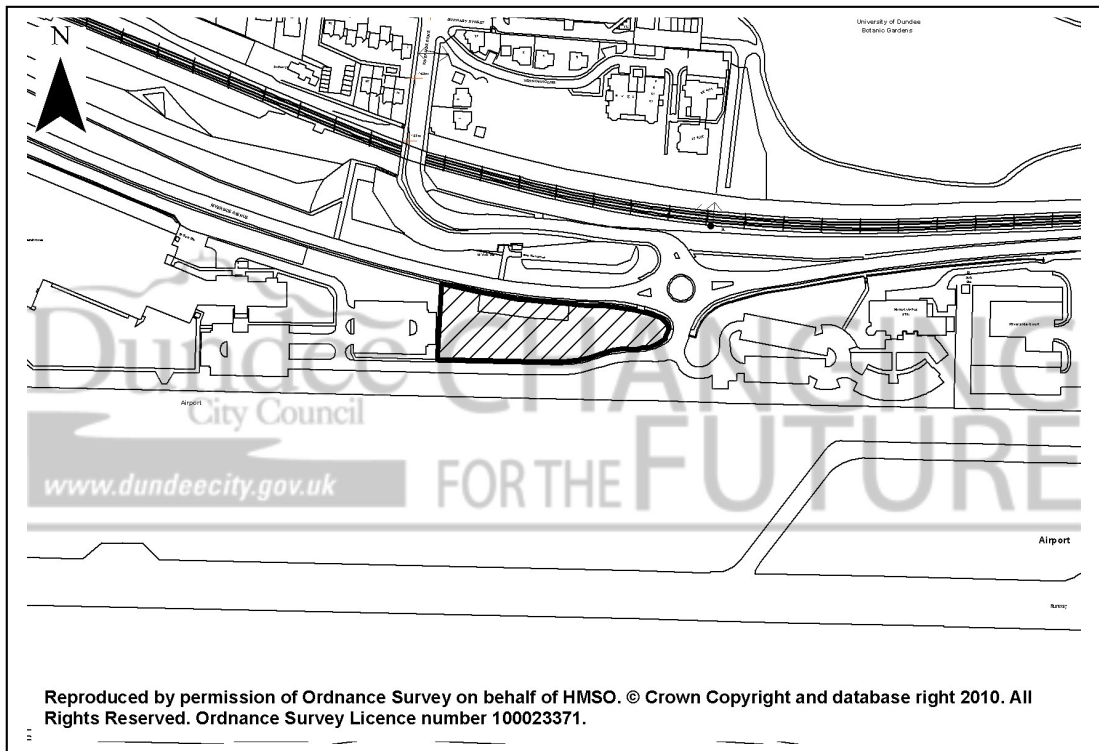 N
University of Dundee
Botanic Gardens
RIVERSIDE AVENUE
Airport
Dundee
City Council
www.dundeecity.gov.uk
CHANGING
FOR THE FUTURE
Airport
Reproduced by permission of Ordnance Survey on behalf of HMSO. © Crown Copyright and database right 2010. All
Rights Reserved. Ordnance Survey Licence number 100023371.